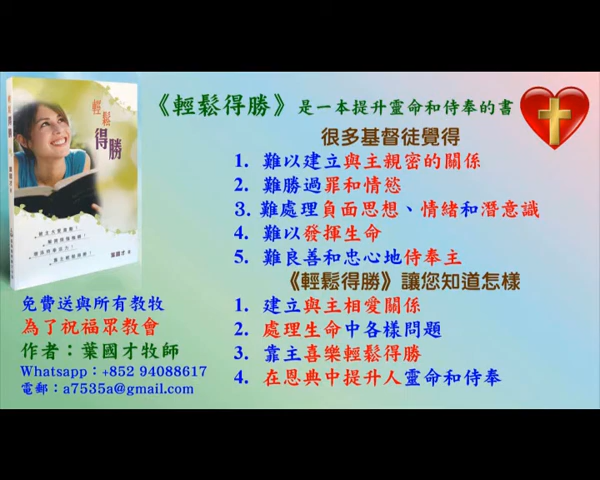 輕鬆
得勝
葉國才 著
《輕鬆得勝》是一本提升靈命和侍奉的書
很多基督徒覺得
1. 難以建立與主親密的關係
2. 難勝過罪和情慾
3. 難處理負面思想、情緒和潛意識
4. 難以發揮生命
5. 難良善和忠心地侍奉主
《輕鬆得勝》讓您知道怎樣
1. 建立與主相愛關係
2. 處理生命中各樣問題
3. 靠主喜樂輕鬆得勝
4. 在恩典中提升人靈命和侍奉
免費送與所有教牧
為了祝福眾教會
作者：葉國才牧師
Whatsapp：+852 94088617
電郵：a7535a@gmail.com